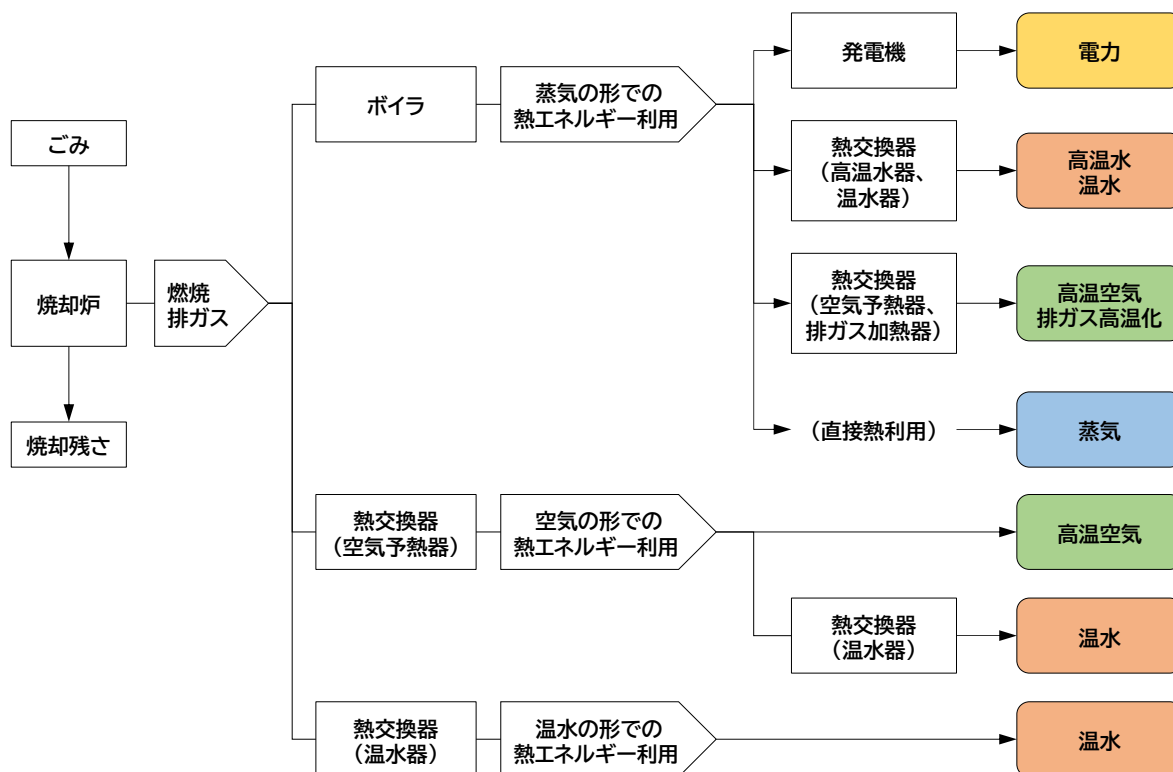 ごみ
焼却炉
焼却残さ
燃焼
排ガス
ボイラ
蒸気の形での
熱エネルギー利用
発電機
電力
熱交換器
（高温水器、
温水器）
高温水
温水
熱交換器
（空気予熱器、
排ガス加熱器）
高温空気
排ガス高温化
（直接熱利用）
蒸気
熱交換器
（空気予熱器）
空気の形での
熱エネルギー利用
高温空気
熱交換器
（温水器）
温水
熱交換器
（温水器）
温水の形での
熱エネルギー利用
温水